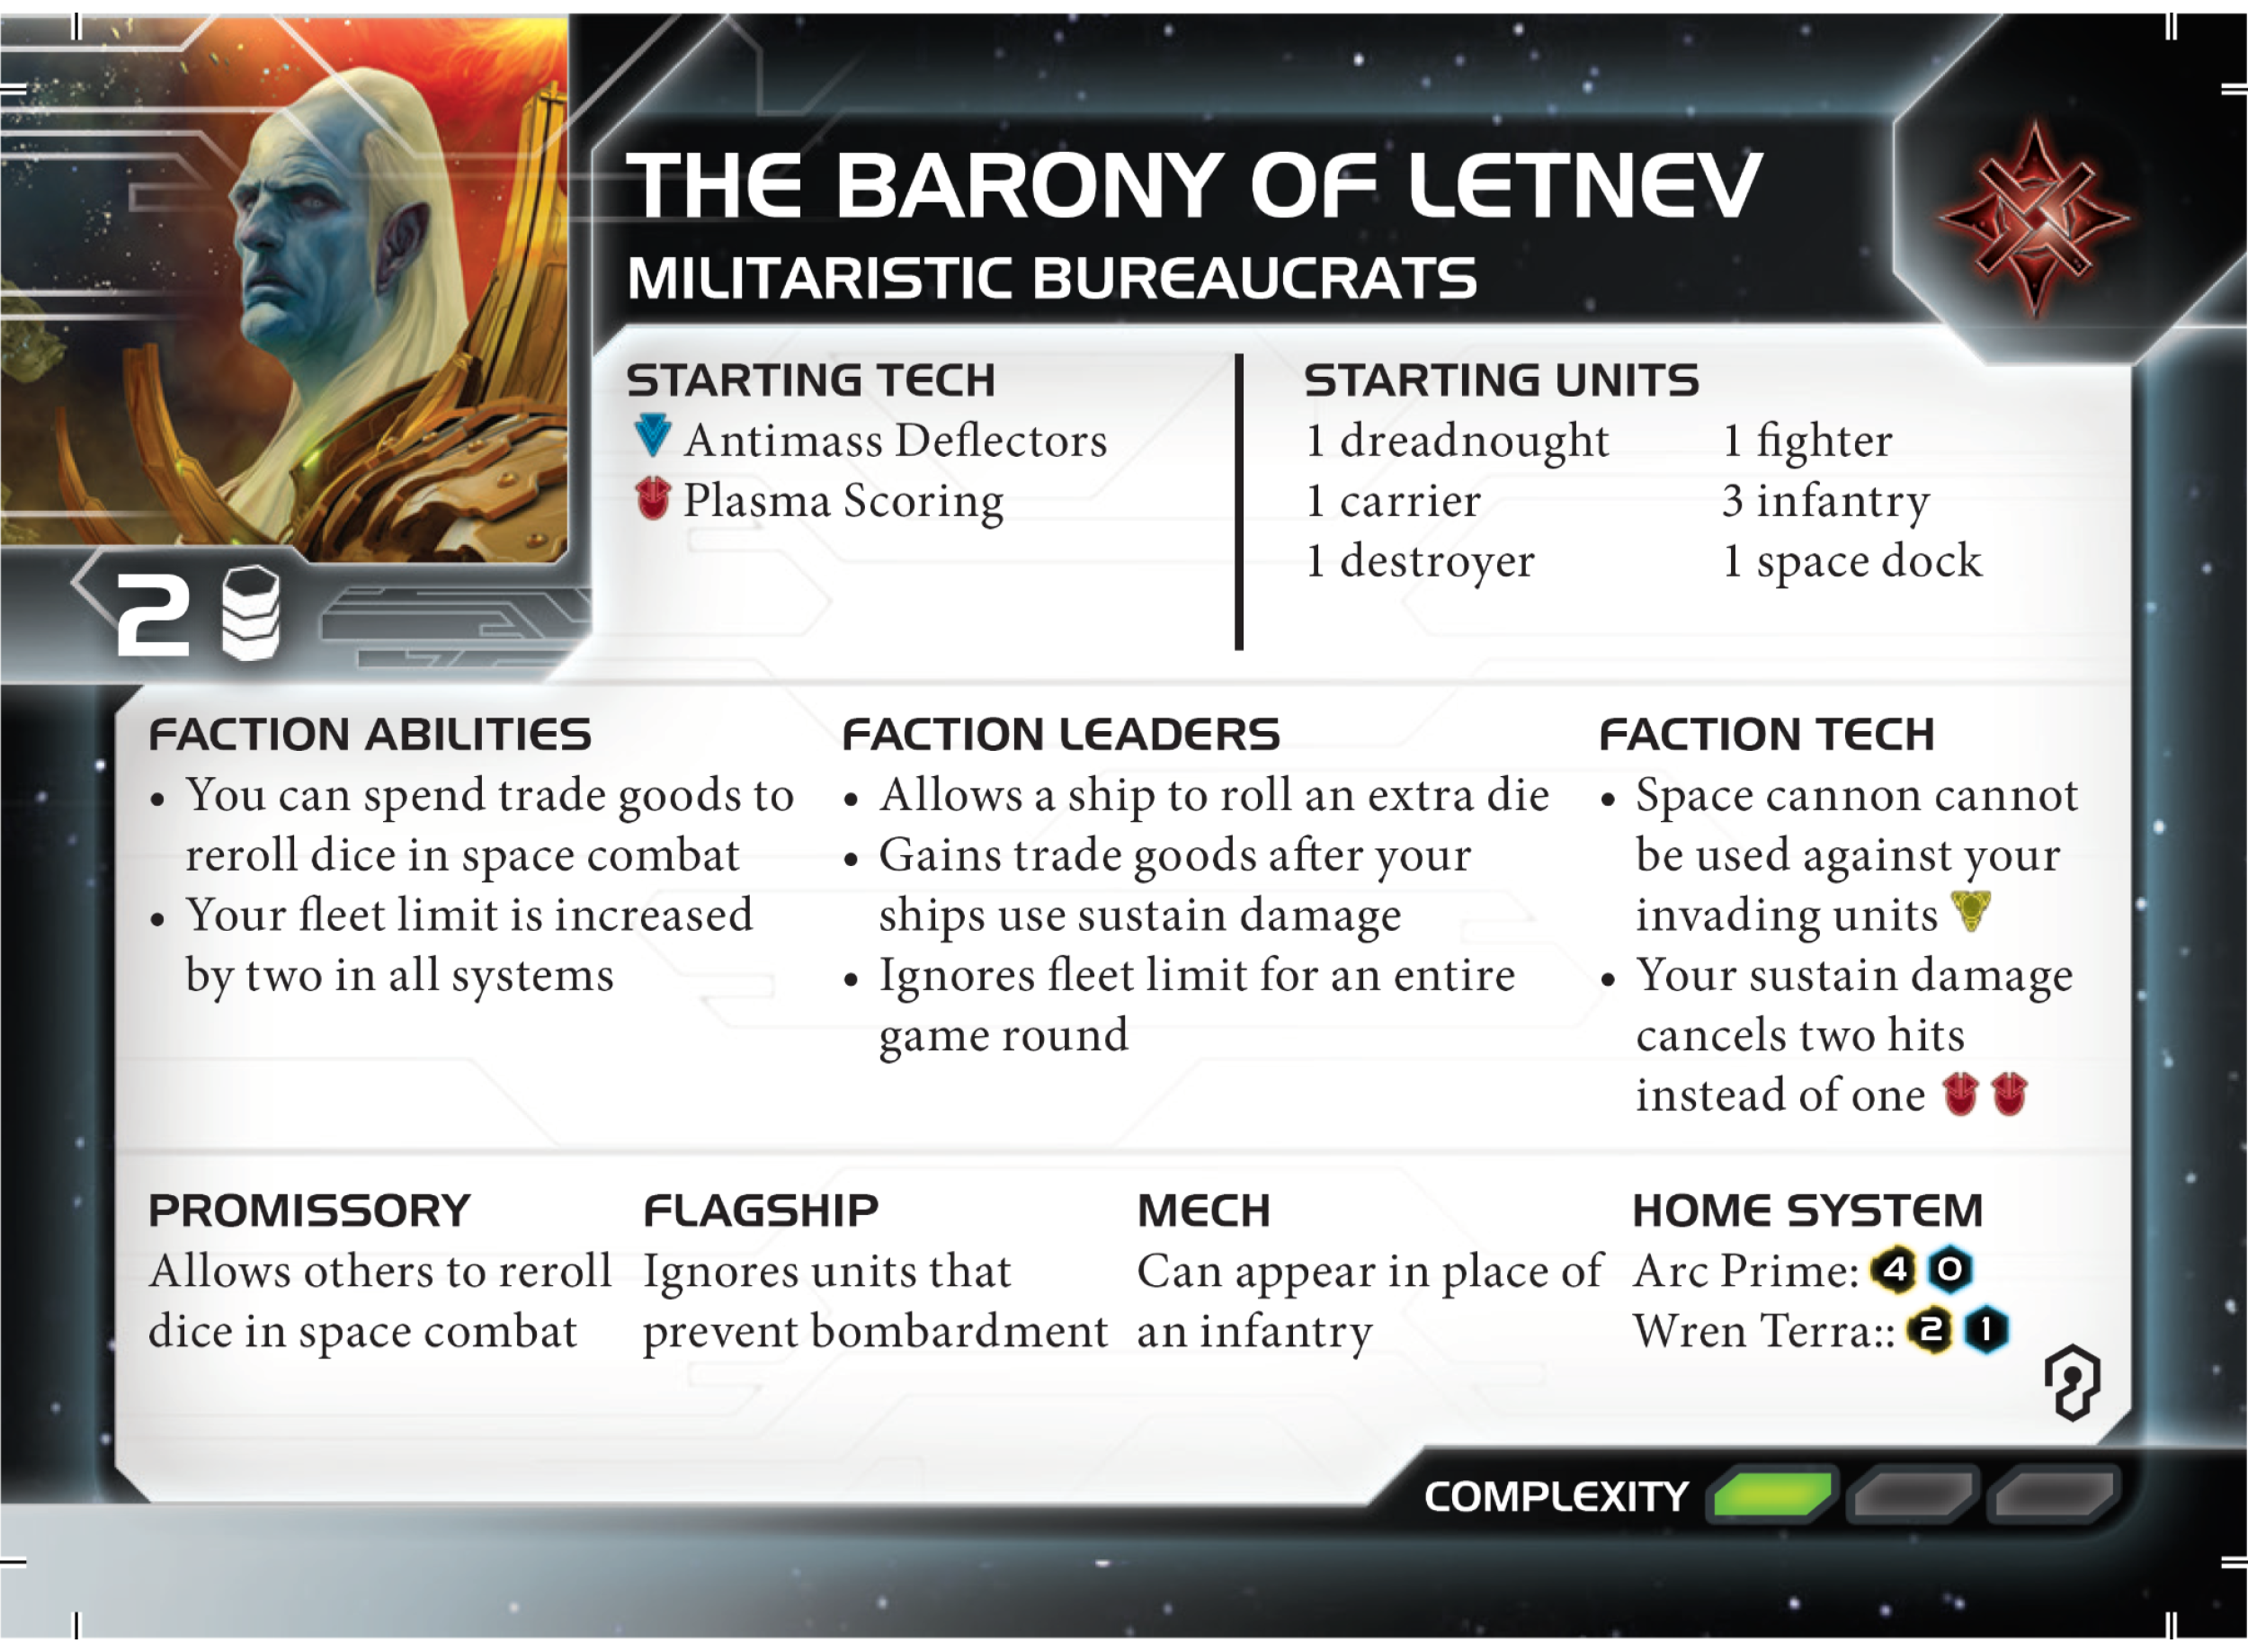 THE BARONY OF LETNEV
MILITARISTIC BUREAUCRATS
STARTING TECH
Antimass Deflectors
Plasma Scoring
STARTING UNITS
1 dreadnought
1 carrier
1 destroyer
1 fighter
3 infantry
1 space dock
2
FACTION ABILITIES
• You can spend trade goods to
reroll dice in space combat
• Your fleet limit is increased
by two in all systems
FACTION LEADERS
• Allows a ship to roll an extra die
• Gains trade goods after your
ships use sustain damage
• Ignores fleet limit for an entire
game round
FACTION TECH
• Space cannon cannot
be used against your
invading units
• Your sustain damage
cancels two hits
instead of one
PROMISSORY
Allows others to reroll
dice in space combat
FLAGSHIP
Ignores units that
prevent bombardment
MECH
Can appear in place of
an infantry
HOME SYSTEM
Arc Prime: 4 0
Wren Terra:: 2 1
COMPLEXITY